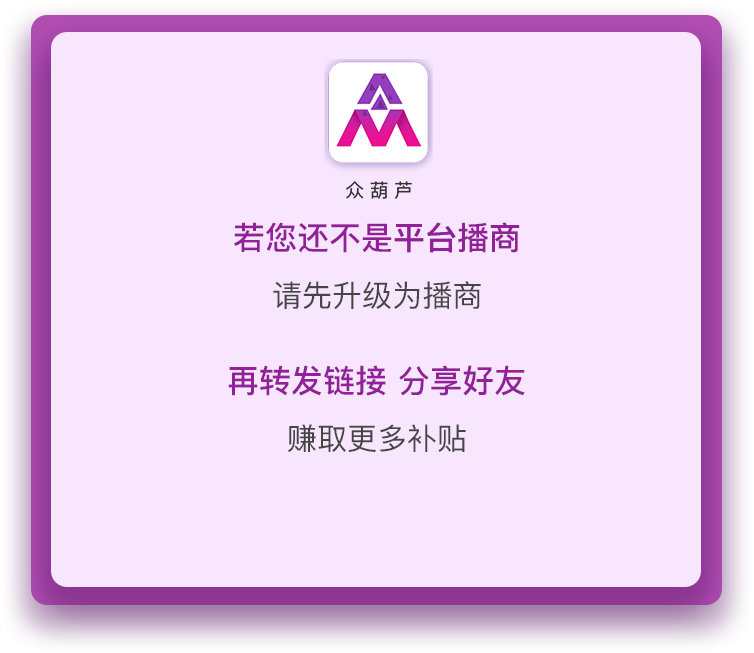 众葫芦
若您还不是平台播商
请先升级为播商
再转发链接 分享好友
赚取更多补贴